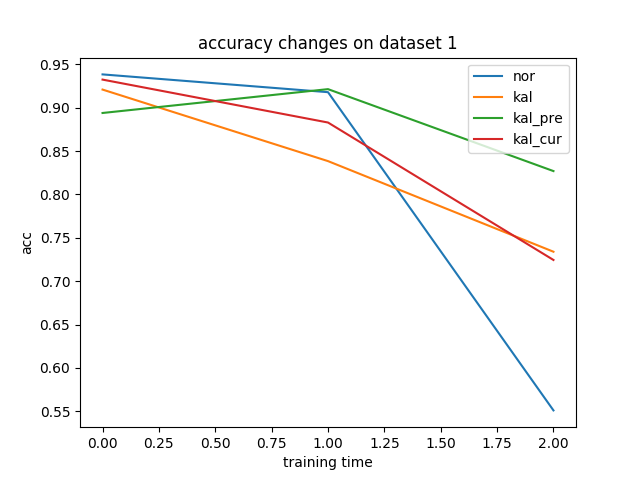 accuracy changes on dataset 1
nor
kal
kal_pre
kal_cur
acc
0.95
0.90
0.85
0.80
0.75
0.70
0.65
0.60
0.55
0.00 0.25 0.50 0.75 1.00 1.25 1.50 1.75 2.00
training time